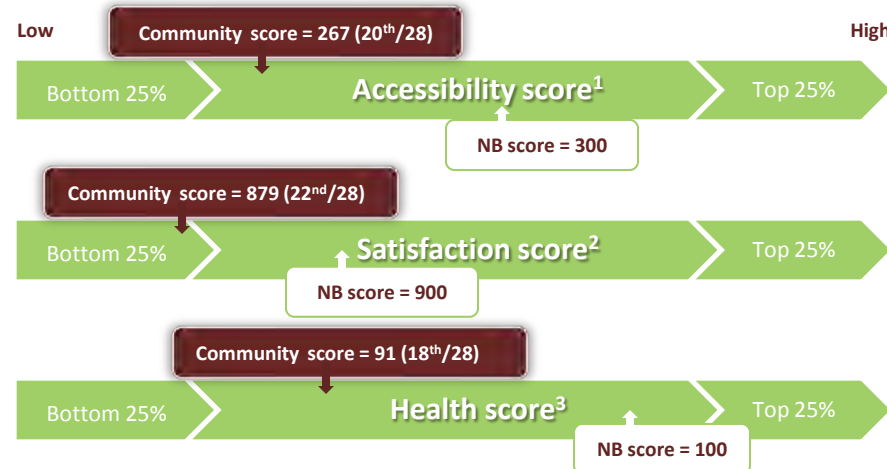 Community score = 267 (20th/28)
Low
High
Bottom 25%
Accessibility score1
Top 25%
NB score = 300
Community score = 879 (22nd/28)
Bottom 25%
Satisfaction score2
Top 25%
NB score = 900
Community score = 91 (18th/28)
Bottom 25%
Health score3
Top 25%
NB score = 100